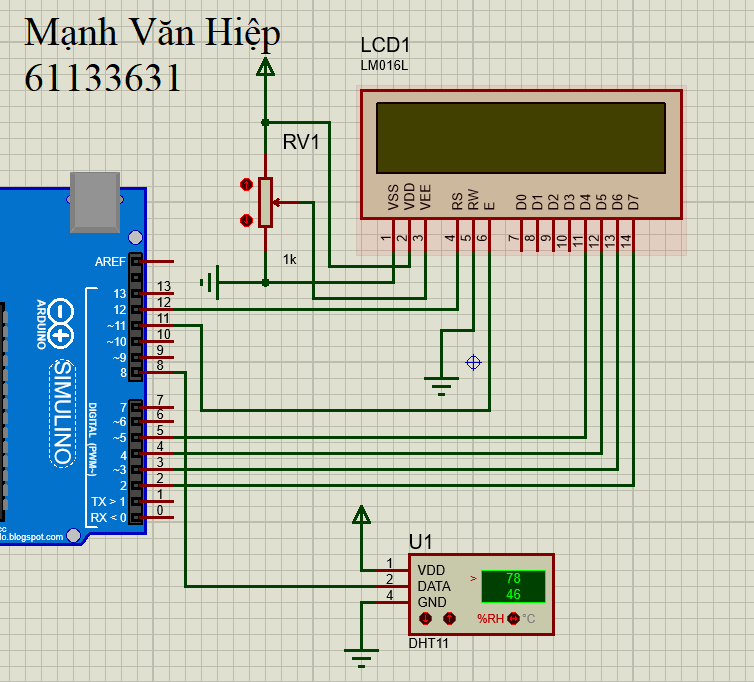 Mạnh Văn Hiệp
61133631
LCD1
LM016L
RV1
1k
VSS
VDD
VEE
RS
RW
E
D0
D1
D2
D3
D4
D5
D6
D7
1
2
3
4
5
6
7
8
9
10
11
12
13
14
AREF
13 13
12 12
~11 11
~10 10
~9 9
8 8
7 7
~6 6
~5 5
4 4
~3 3
2 2
TX > 1 1
RX < 0 0
ARDUINO
SIMULINO
DIGITAL (PWM~)
cc
lo.blogspot.com
U1
1 VDD
2 DATA
4 GND
> 78
46
%RH °C
DHT11